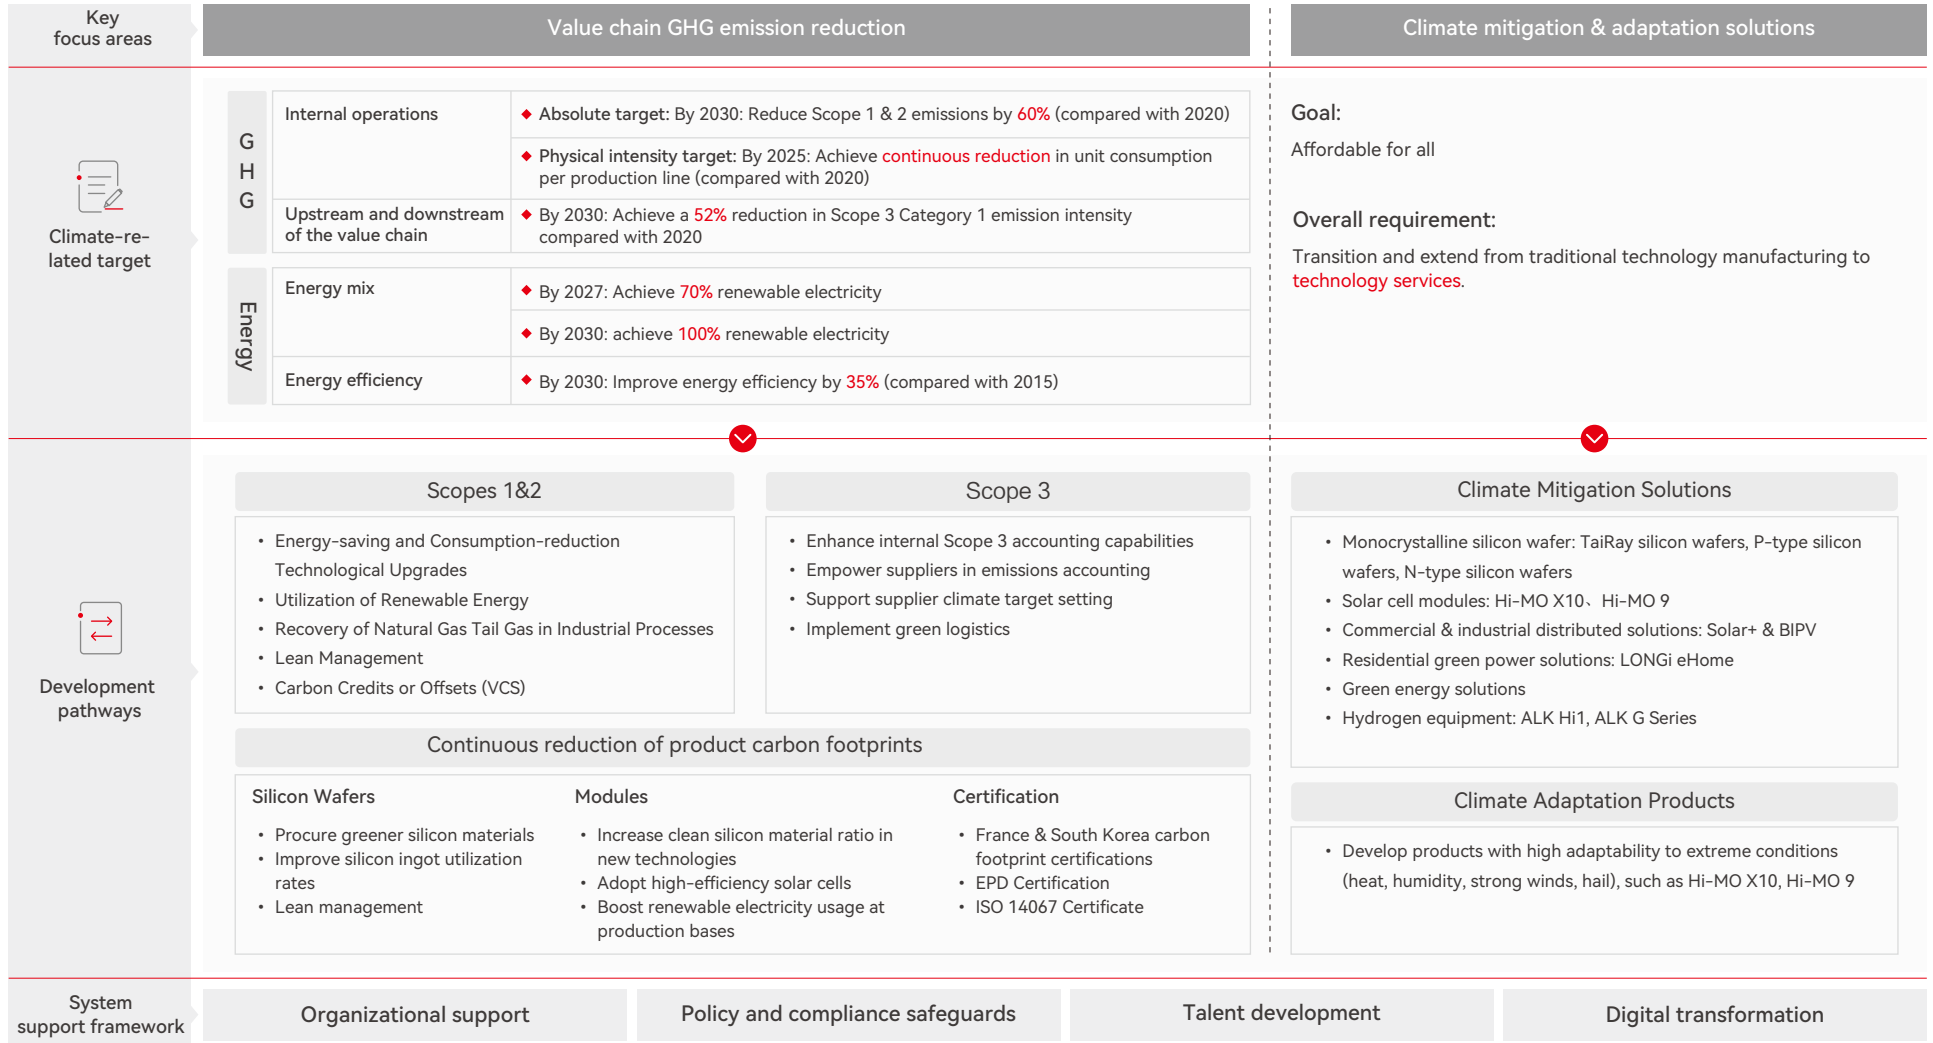 Key
focus areas
Value chain GHG emission reduction
Climate mitigation & adaptation solutions
Climate-re-
lated target
G
H
G
Internal operations
◆ Absolute target: By 2030: Reduce Scope 1 & 2 emissions by 60% (compared with 2020)
◆ Physical intensity target: By 2025: Achieve continuous reduction in unit consumption
per production line (compared with 2020)
Upstream and downstream
of the value chain
◆ By 2030: Achieve a 52% reduction in Scope 3 Category 1 emission intensity
compared with 2020
Energy
Energy mix
◆ By 2027: Achieve 70% renewable electricity
◆ By 2030: achieve 100% renewable electricity
Energy efficiency
◆ By 2030: Improve energy efficiency by 35% (compared with 2015)
Goal:
Affordable for all
Overall requirement:
Transition and extend from traditional technology manufacturing to
technology services.
Development
pathways
Scopes 1&2
• Energy-saving and Consumption-reduction
Technological Upgrades
• Utilization of Renewable Energy
• Recovery of Natural Gas Tail Gas in Industrial Processes
• Lean Management
• Carbon Credits or Offsets (VCS)
Scope 3
• Enhance internal Scope 3 accounting capabilities
• Empower suppliers in emissions accounting
• Support supplier climate target setting
• Implement green logistics
Continuous reduction of product carbon footprints
Silicon Wafers
• Procure greener silicon materials
• Improve silicon ingot utilization
rates
• Lean management
Modules
• Increase clean silicon material ratio in
new technologies
• Adopt high-efficiency solar cells
• Boost renewable electricity usage at
production bases
Certification
• France & South Korea carbon
footprint certifications
• EPD Certification
• ISO 14067 Certificate
Climate Mitigation Solutions
• Monocrystalline silicon wafer: TaiRay silicon wafers, P-type silicon
wafers, N-type silicon wafers
• Solar cell modules: Hi-MO X10、Hi-MO 9
• Commercial & industrial distributed solutions: Solar+ & BIPV
• Residential green power solutions: LONGi eHome
• Green energy solutions
• Hydrogen equipment: ALK Hi1, ALK G Series
Climate Adaptation Products
• Develop products with high adaptability to extreme conditions
(heat, humidity, strong winds, hail), such as Hi-MO X10, Hi-MO 9
System
support framework
Organizational support
Policy and compliance safeguards
Talent development
Digital transformation